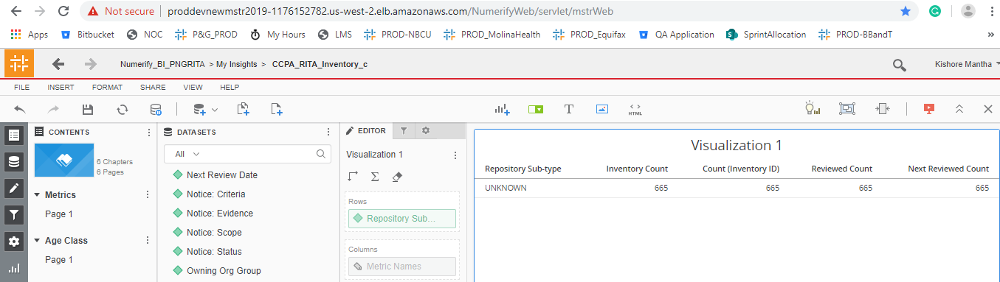 Not secure | proddevnewmstr2019-1176152782.us-west-2.elb.amazonaws.com/NumerifyWeb/servlet/mstrWeb
Apps Bitbucket NOC P&G_PROD My Hours LMS PROD-NBCU PROD_MolinaHealth PROD_Equifax QA Application SprintAllocation PROD-BBandT »
Numerify_BI_PNGRITA > My Insights > CCPA_RITA_Inventory_c Kishore Mantha
FILE INSERT FORMAT SHARE VIEW HELP
T HTML
CONTENTS
6 Chapters
6 Pages
Metrics
Page 1
Age Class
Page 1
DATASETS
All
Next Review Date
Notice: Criteria
Notice: Evidence
Notice: Scope
Notice: Status
Owning Org Group
EDITOR
Visualization 1
Rows
Repository Sub...
Columns
Metric Names
Visualization 1
Repository Sub-type Inventory Count Count (Inventory ID) Reviewed Count Next Reviewed Count
UNKNOWN 665 665 665 665